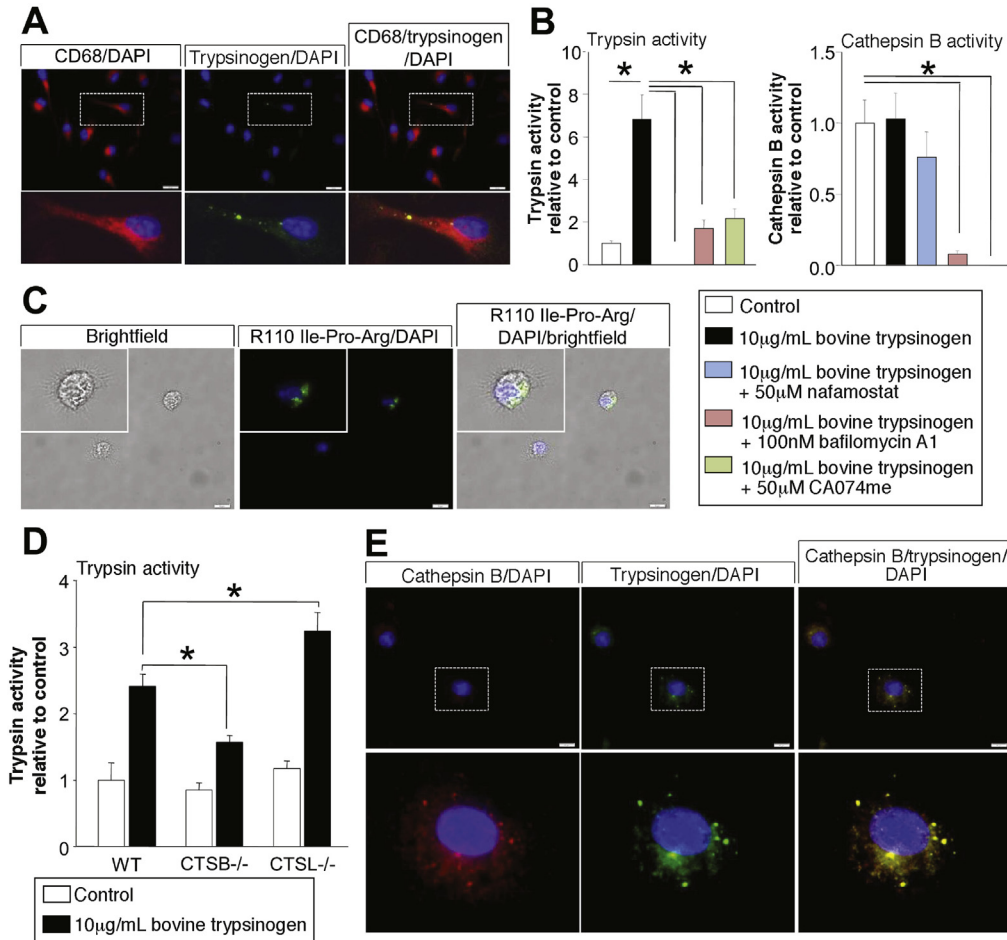 A
CD68/DAPI
Trypsinogen/DAPI
CD68/trypsinogen
/DAPI
B
Trypsin activity
Trypsin activity
relative to control
10
8
6
4
2
0
*
*
Cathepsin B activity
Cathepsin B activity
relative to control
1.5
1.0
0.5
0.0
*
Control
10μg/mL bovine trypsinogen
10μg/mL bovine trypsinogen
+ 50μM nafamostat
10μg/mL bovine trypsinogen
+ 100nM bafilomycin A1
10μg/mL bovine trypsinogen
+ 50μM CA074me
C
Brightfield
R110 Ile-Pro-Arg/DAPI
R110 Ile-Pro-Arg/
DAPI/brightfield
D
Trypsin activity
Trypsin activity
relative to control
4
3
2
1
0
*
*
WT
CTSB-/-
CTSL-/-
Control
10μg/mL bovine trypsinogen
E
Cathepsin B/DAPI
Trypsinogen/DAPI
Cathepsin B/trypsinogen/
DAPI